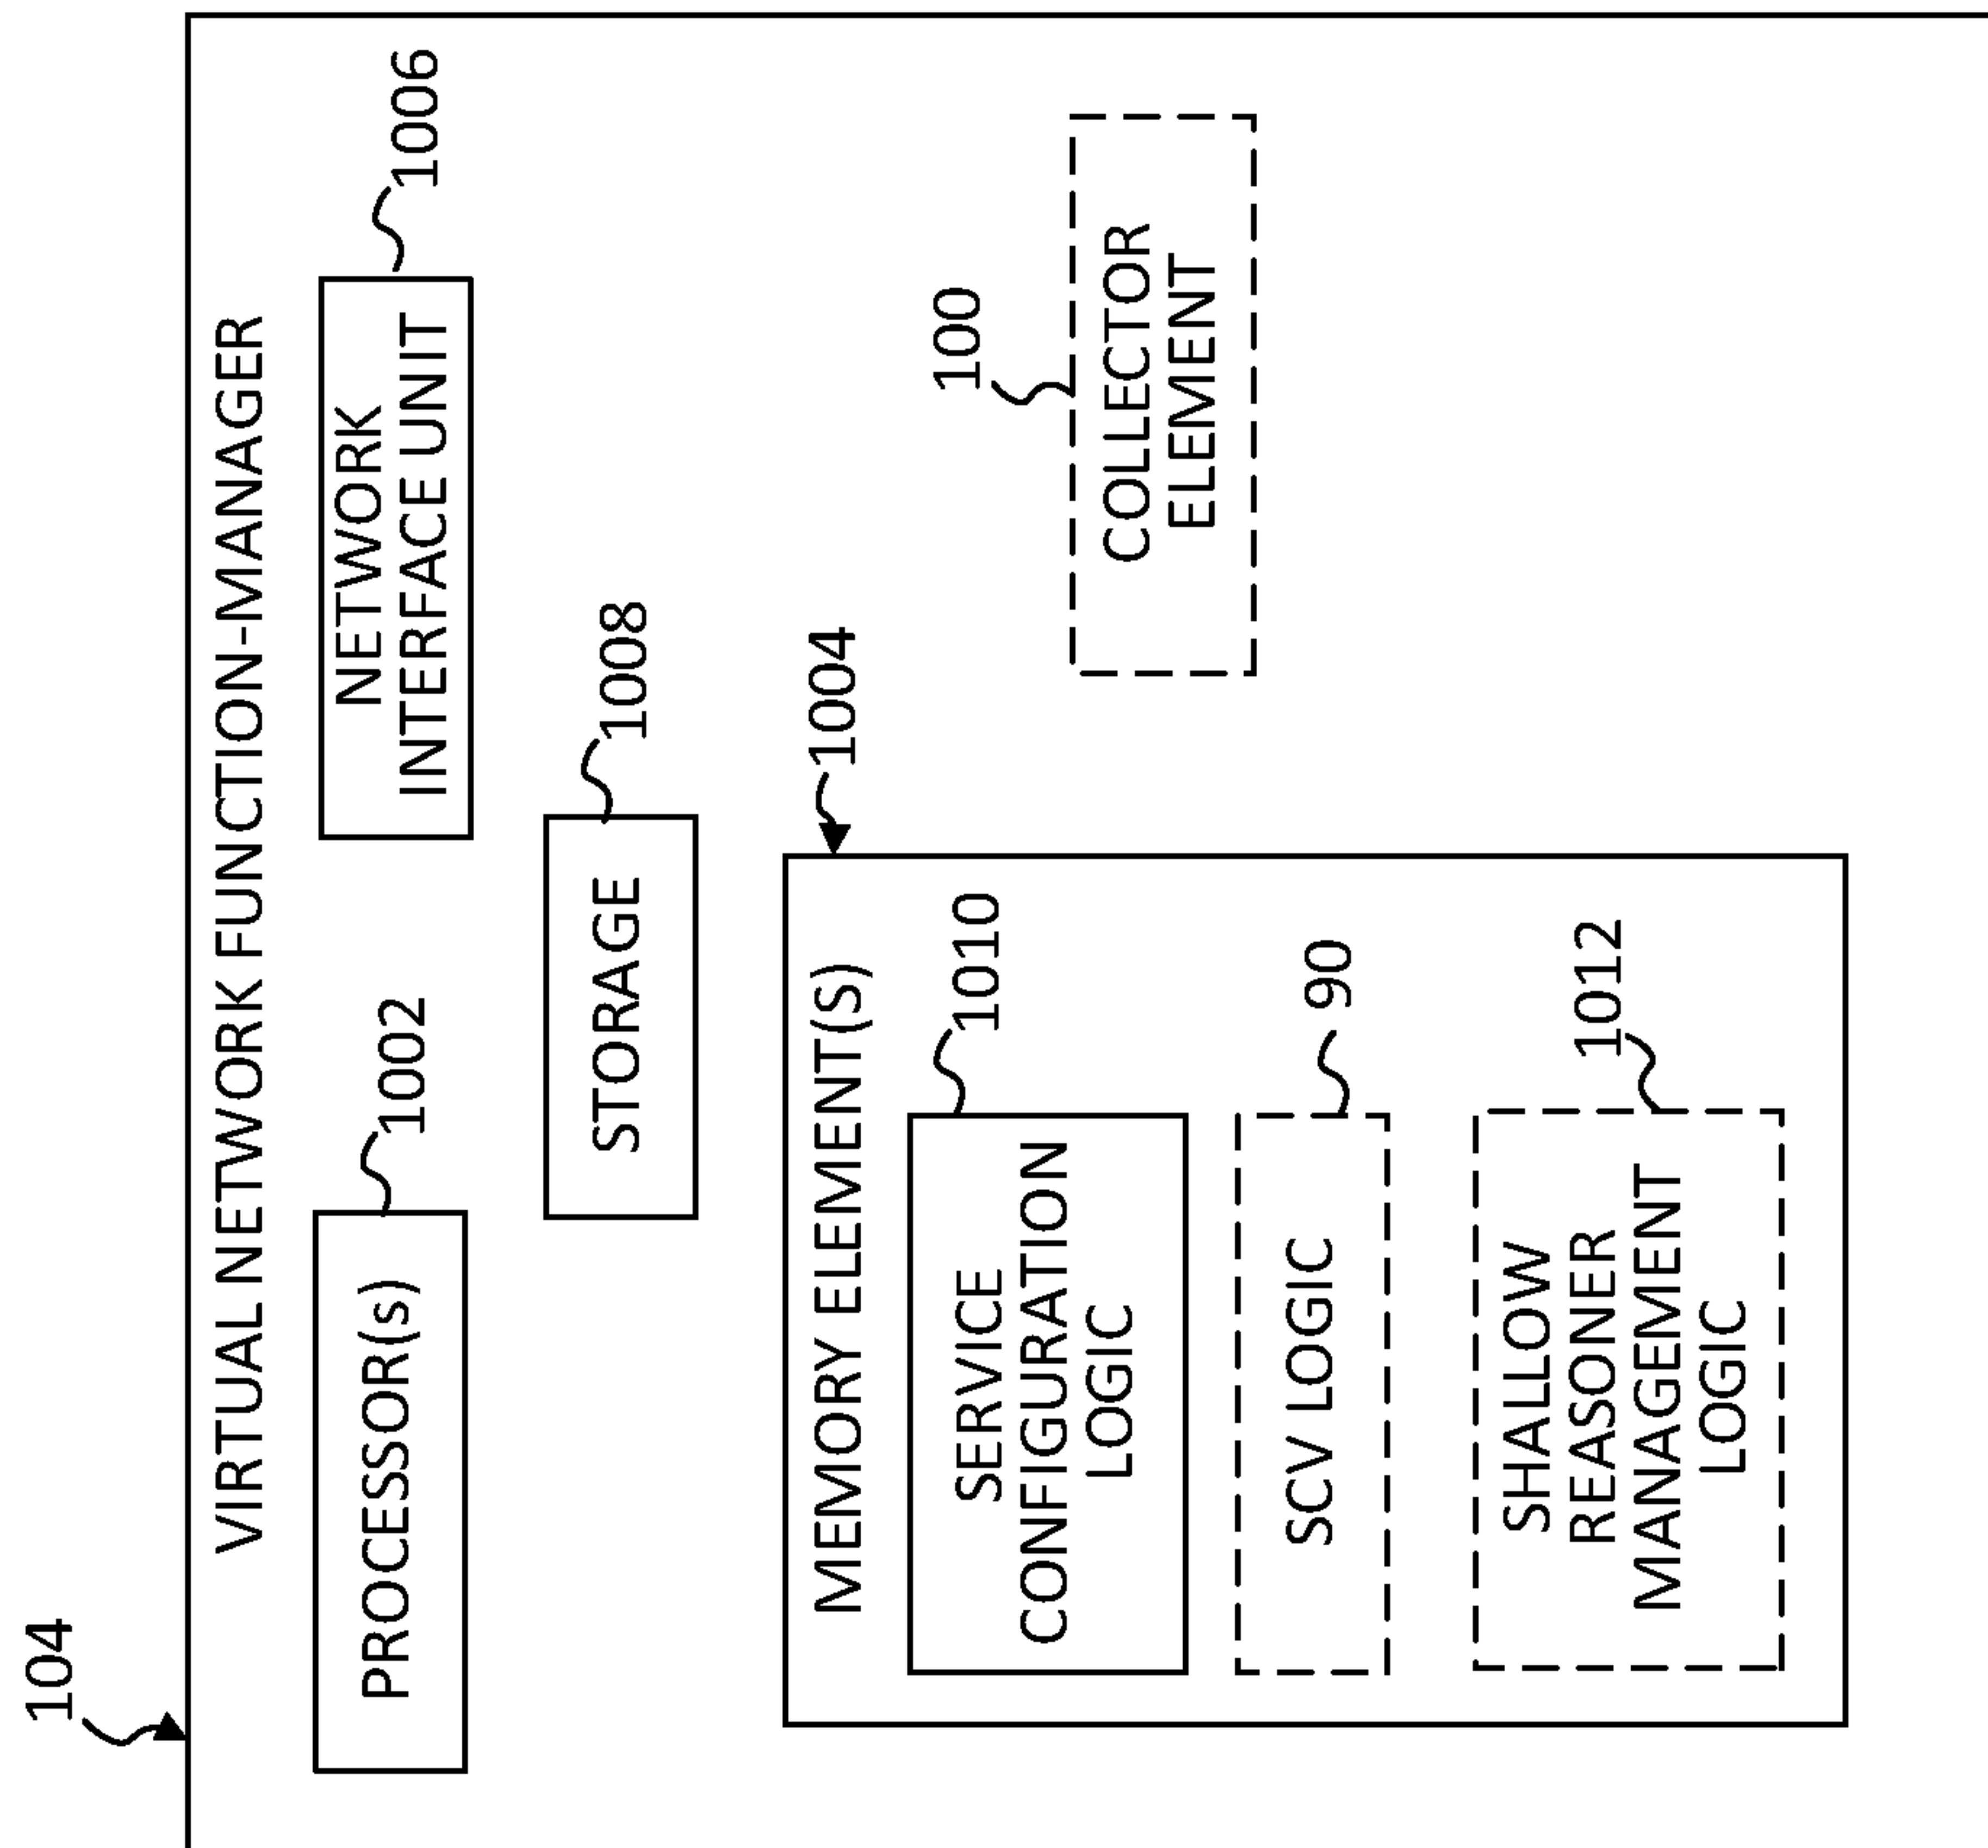 104
VIRTUAL NETWORK FUNCTION-MANAGER
PROCESSOR(s)
1002
NETWORK
INTERFACE UNIT
1006
STORAGE
1008
MEMORY ELEMENT(S)
1004
SERVICE
CONFIGURATION
LOGIC
1010
SCV LOGIC
90
SHALLOW
REASONER
MANAGEMENT
LOGIC
1012
100
COLLECTOR
ELEMENT